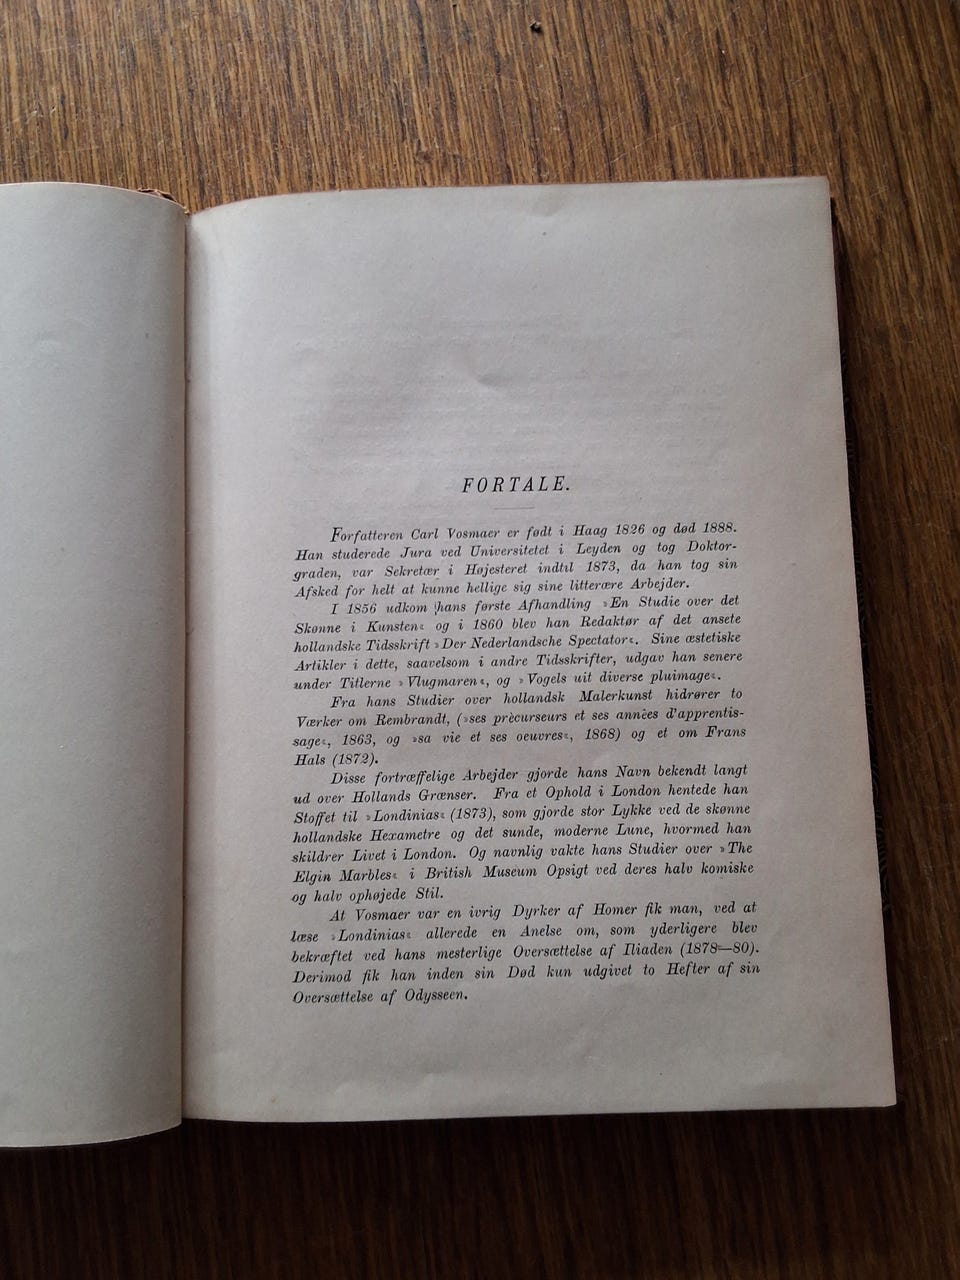 FORTALE.
Forfatteren Carl Vosmaer er født i Haag 1826 og død 1888.
Han studerede Jura ved Universitetet i Leyden og tog Doktor-
graden, var Sekretær i Højesteret indtil 1873, da han tog sin
Afsked for helt at kunne hellige sig sine litterære Arbejder.
I 1856 udkom hans første Afhandling »En Studie over det
Skønne i Kunsten« og i 1860 blev han Redaktør af det ansete
hollandske Tidsskrift »Der Nederlandsche Spectator«. Sine æstetiske
Artikler i dette, saavelsom i andre Tidsskrifter, udgav han senere
under Titlerne »Vlugmaren«, og »Vogels uit diverse pluimage«.
Fra hans Studier over hollandsk Malerkunst hidrører to
Værker om Rembrandt, (»ses prècurseurs et ses annèes d'apprentis-
sage«, 1863, og »sa vie et ses oeuvres«, 1868) og et om Frans
Hals (1872).
Disse fortræffelige Arbejder gjorde hans Navn bekendt langt
ud over Hollands Grænser. Fra et Ophold i London hentede han
Stoffet til »Londinias« (1873), som gjorde stor Lykke ved de skønne
hollandske Hexametre og det sunde, moderne Lune, hvormed han
skildrer Livet i London. Og navnlig vakte hans Studier over »The
Elgin Marbles« i British Museum Opsigt ved deres halv komiske
og halv ophøjede Stil.
At Vosmaer var en ivrig Dyrker af Homer fik man, ved at
læse »Londinias« allerede en Anelse om, som yderligere blev
bekræftet ved hans mesterlige Oversættelse af Iliaden (1878—80).
Derimod fik han inden sin Død kun udgivet to Hefter af sin
Oversættelse af Odysseen.